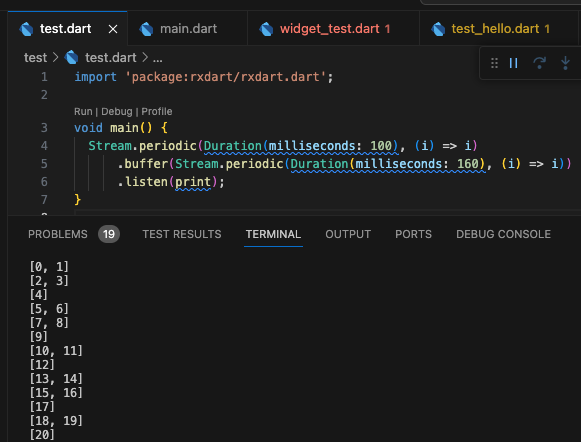 test.dart
main.dart
widget_test.dart 1
test_hello.dart 1
test > test.dart > ...
1 import 'package:rxdart/rxdart.dart';
2
Run | Debug | Profile
3 void main() {
4 Stream.periodic(Duration(milliseconds: 100), (i) => i)
5 .buffer(Stream.periodic(Duration(milliseconds: 160), (i) => i))
6 .listen(print);
7 }
8
PROBLEMS 19 TEST RESULTS TERMINAL OUTPUT PORTS DEBUG CONSOLE
[0, 1]
[2, 3]
[4]
[5, 6]
[7, 8]
[9]
[10, 11]
[12]
[13, 14]
[15, 16]
[17]
[18, 19]
[20]